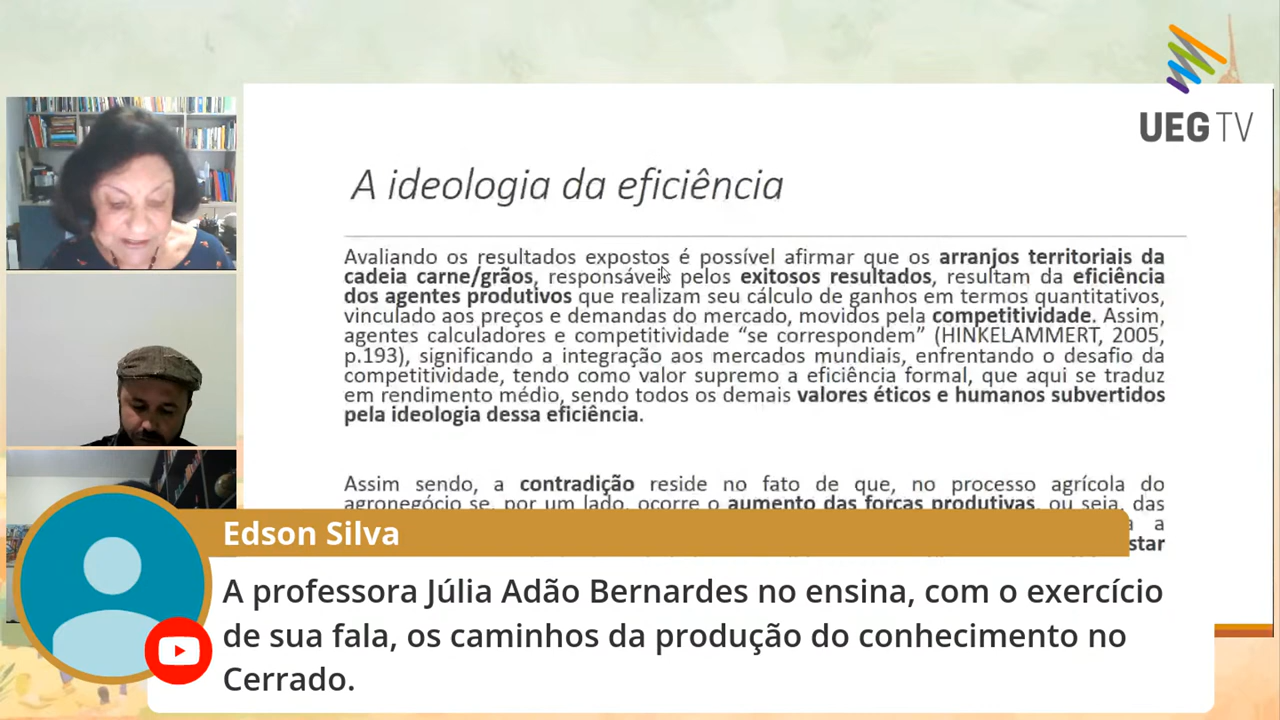 UEG TV
A ideologia da eficiência
Avaliando os resultados expostos é possível afirmar que os arranjos territoriais da
cadeia carne/grãos, responsáveis pelos exitosos resultados, resultam da eficiência
dos agentes produtivos que realizam seu cálculo de ganhos em termos quantitativos,
vinculado aos preços e demandas do mercado, movidos pela competitividade. Assim,
agentes calculadores e competitividade “se correspondem” (HINKELAMMERT, 2005,
p.193), significando a integração aos mercados mundiais, enfrentando o desafio da
competitividade, tendo como valor supremo a eficiência formal, que aqui se traduz
em rendimento médio, sendo todos os demais valores éticos e humanos subvertidos
pela ideologia dessa eficiência.
Assim sendo, a contradição reside no fato de que, no processo agrícola do
agronegócio se, por um lado, ocorre o aumento das forças produtivas, ou seja, das
a
Edson Silva
A professora Júlia Adão Bernardes no ensina, com o exercício
de sua fala, os caminhos da produção do conhecimento no
Cerrado.